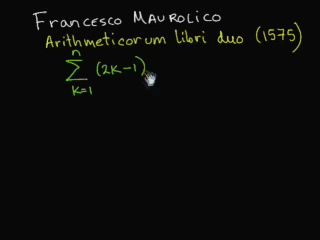 Francesco MAUROLICO
Arithmeticorum libri duo (1575)
n
∑ (2k-1)
k=1